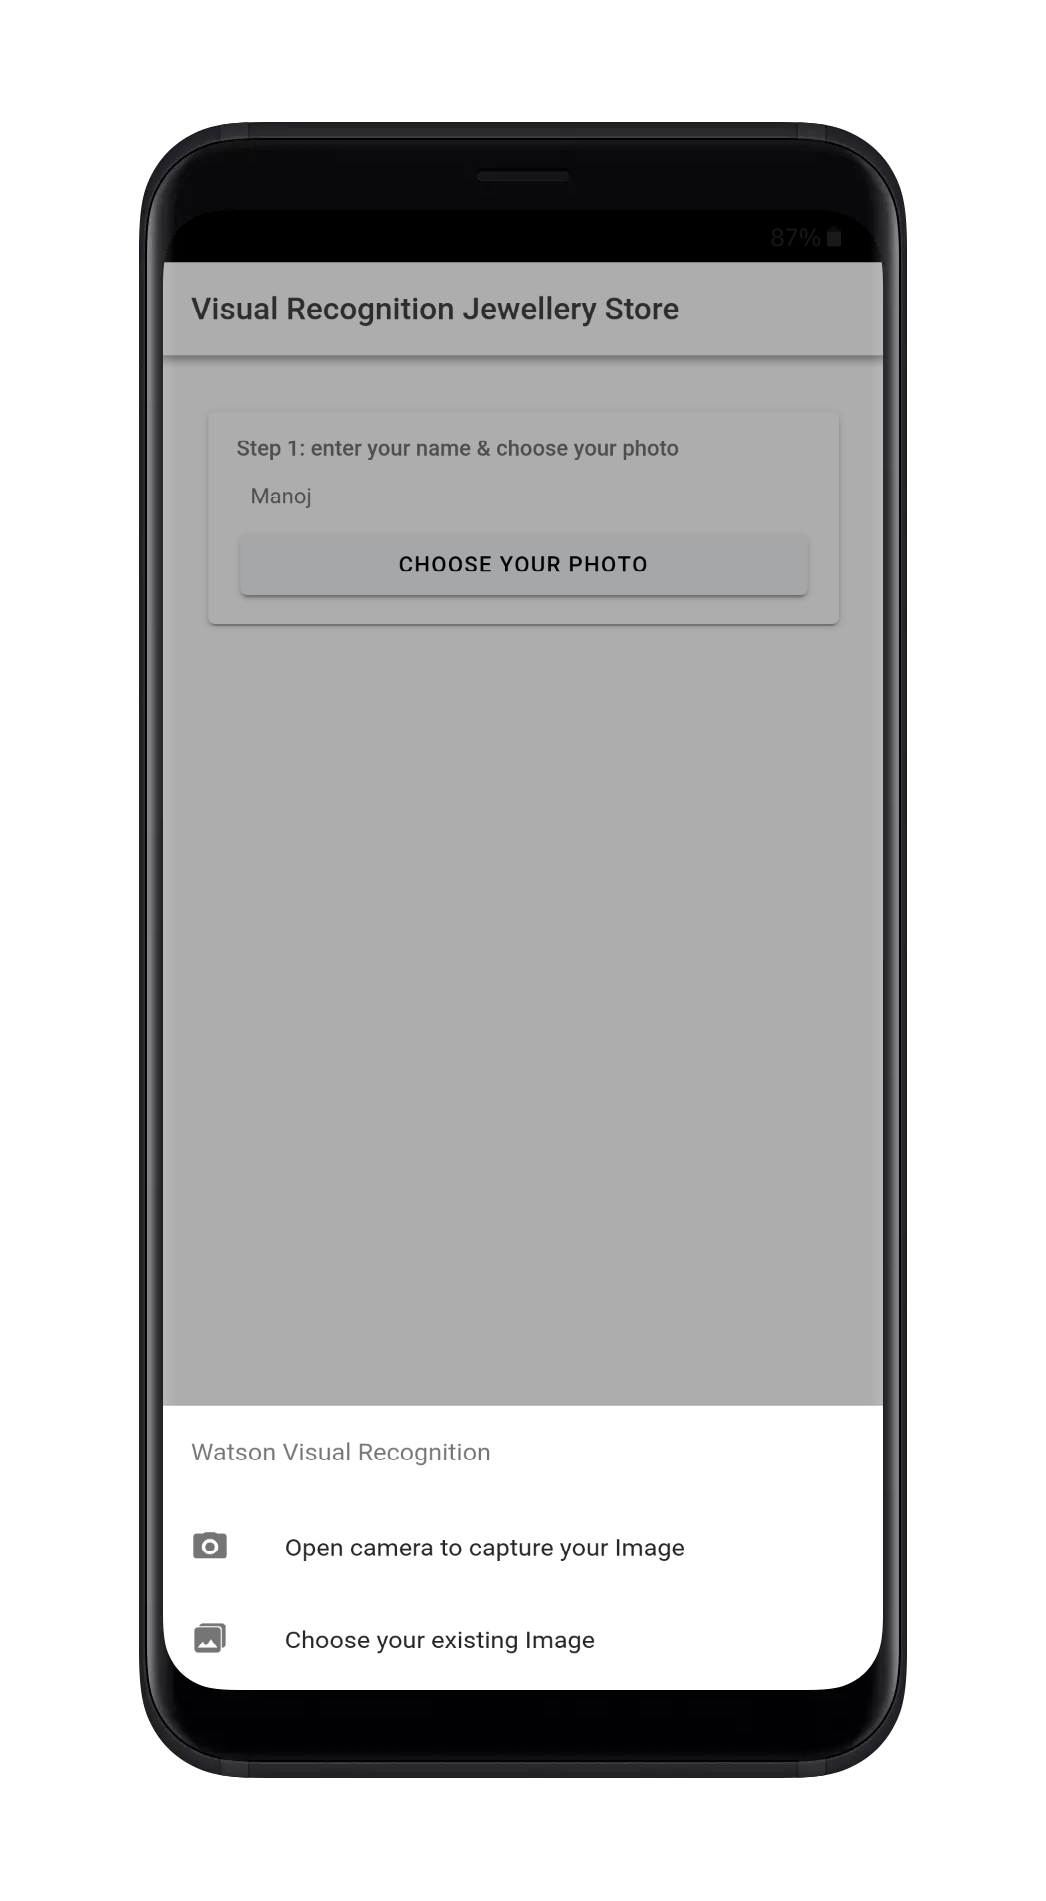 87%
Visual Recognition Jewellery Store
Step 1: enter your name & choose your photo
Manoj
CHOOSE YOUR PHOTO
Watson Visual Recognition
Open camera to capture your Image
Choose your existing Image